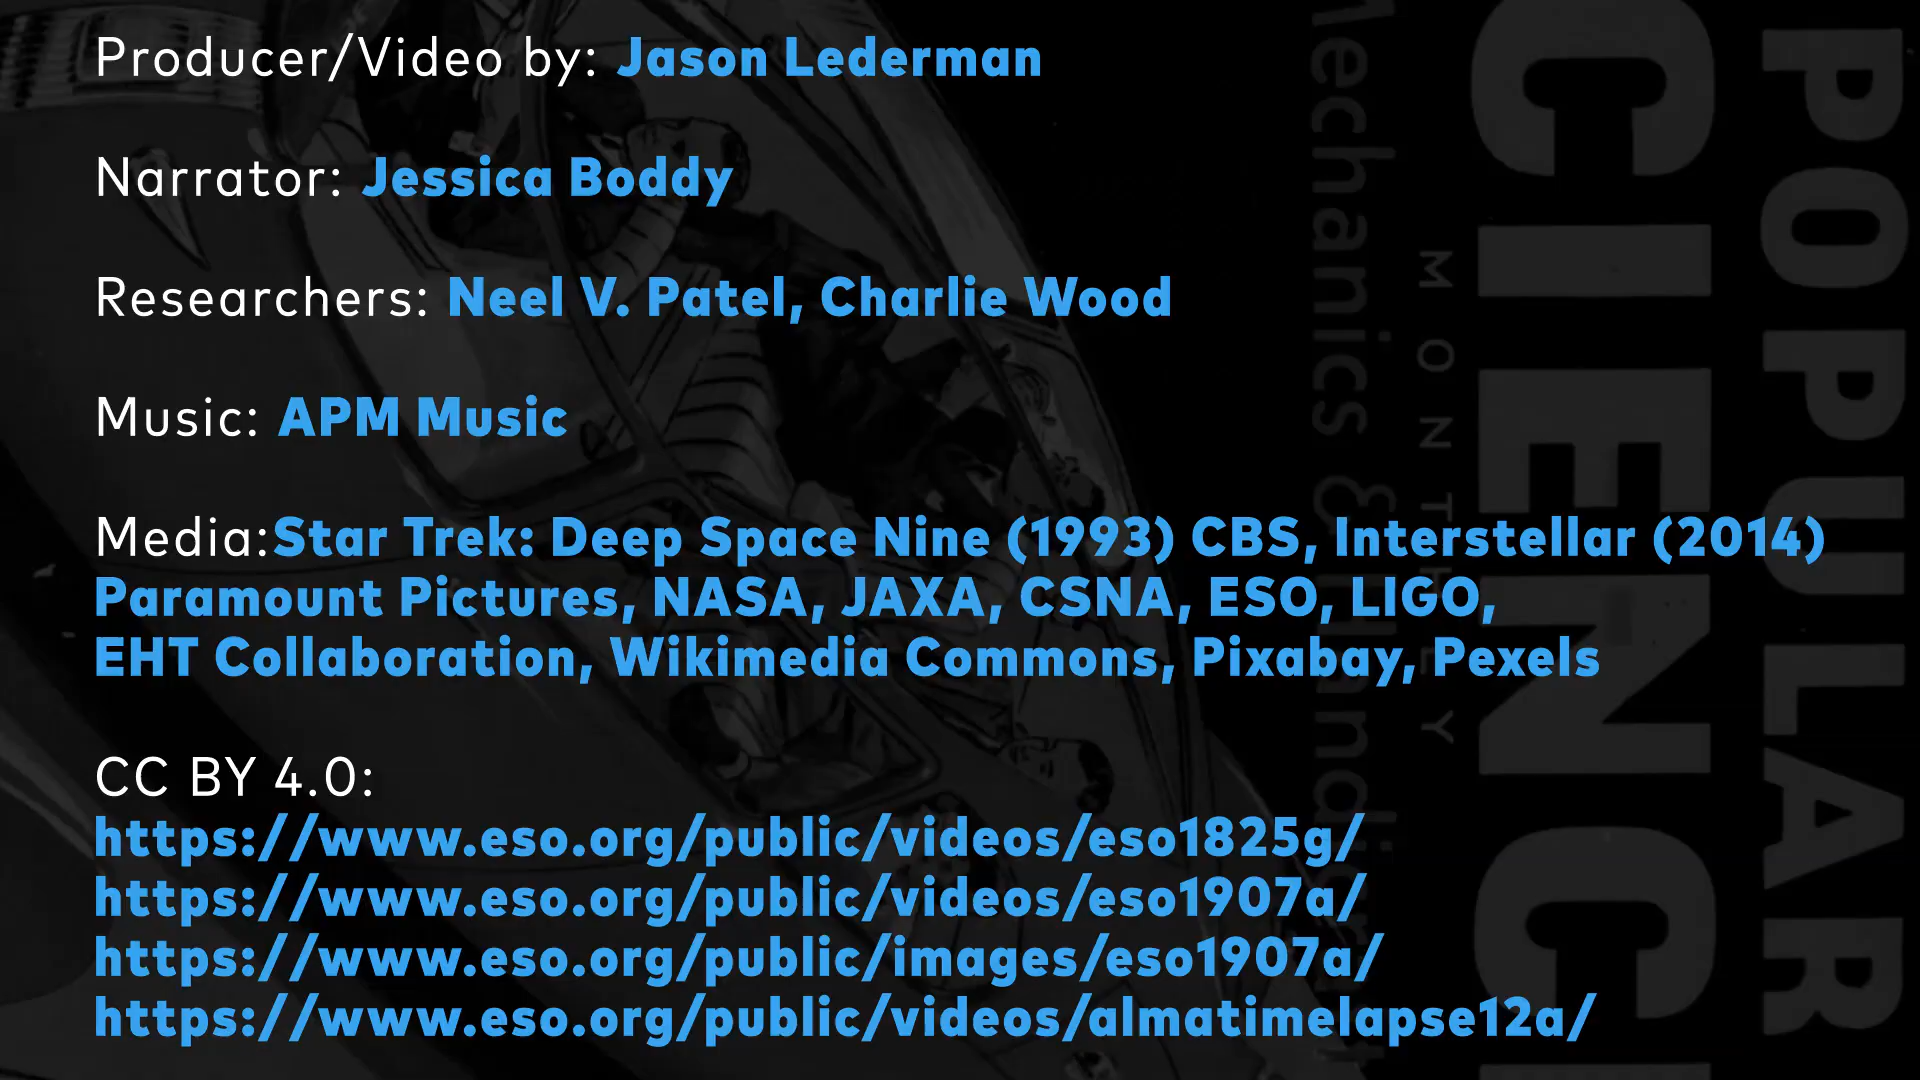 Producer/Video by: Jason Lederman
Narrator: Jessica Boddy
Researchers: Neel V. Patel, Charlie Wood
Music: APM Music
Media:Star Trek: Deep Space Nine (1993) CBS, Interstellar (2014)
Paramount Pictures, NASA, JAXA, CSNA, ESO, LIGO,
EHT Collaboration, Wikimedia Commons, Pixabay, Pexels
CC BY 4.0:
https://www.eso.org/public/videos/eso1825g/
https://www.eso.org/public/videos/eso1907a/
https://www.eso.org/public/images/eso1907a/
https://www.eso.org/public/videos/almatimelapse12a/
POPULAR
CIENC
MONTHLY
echanics & Handi